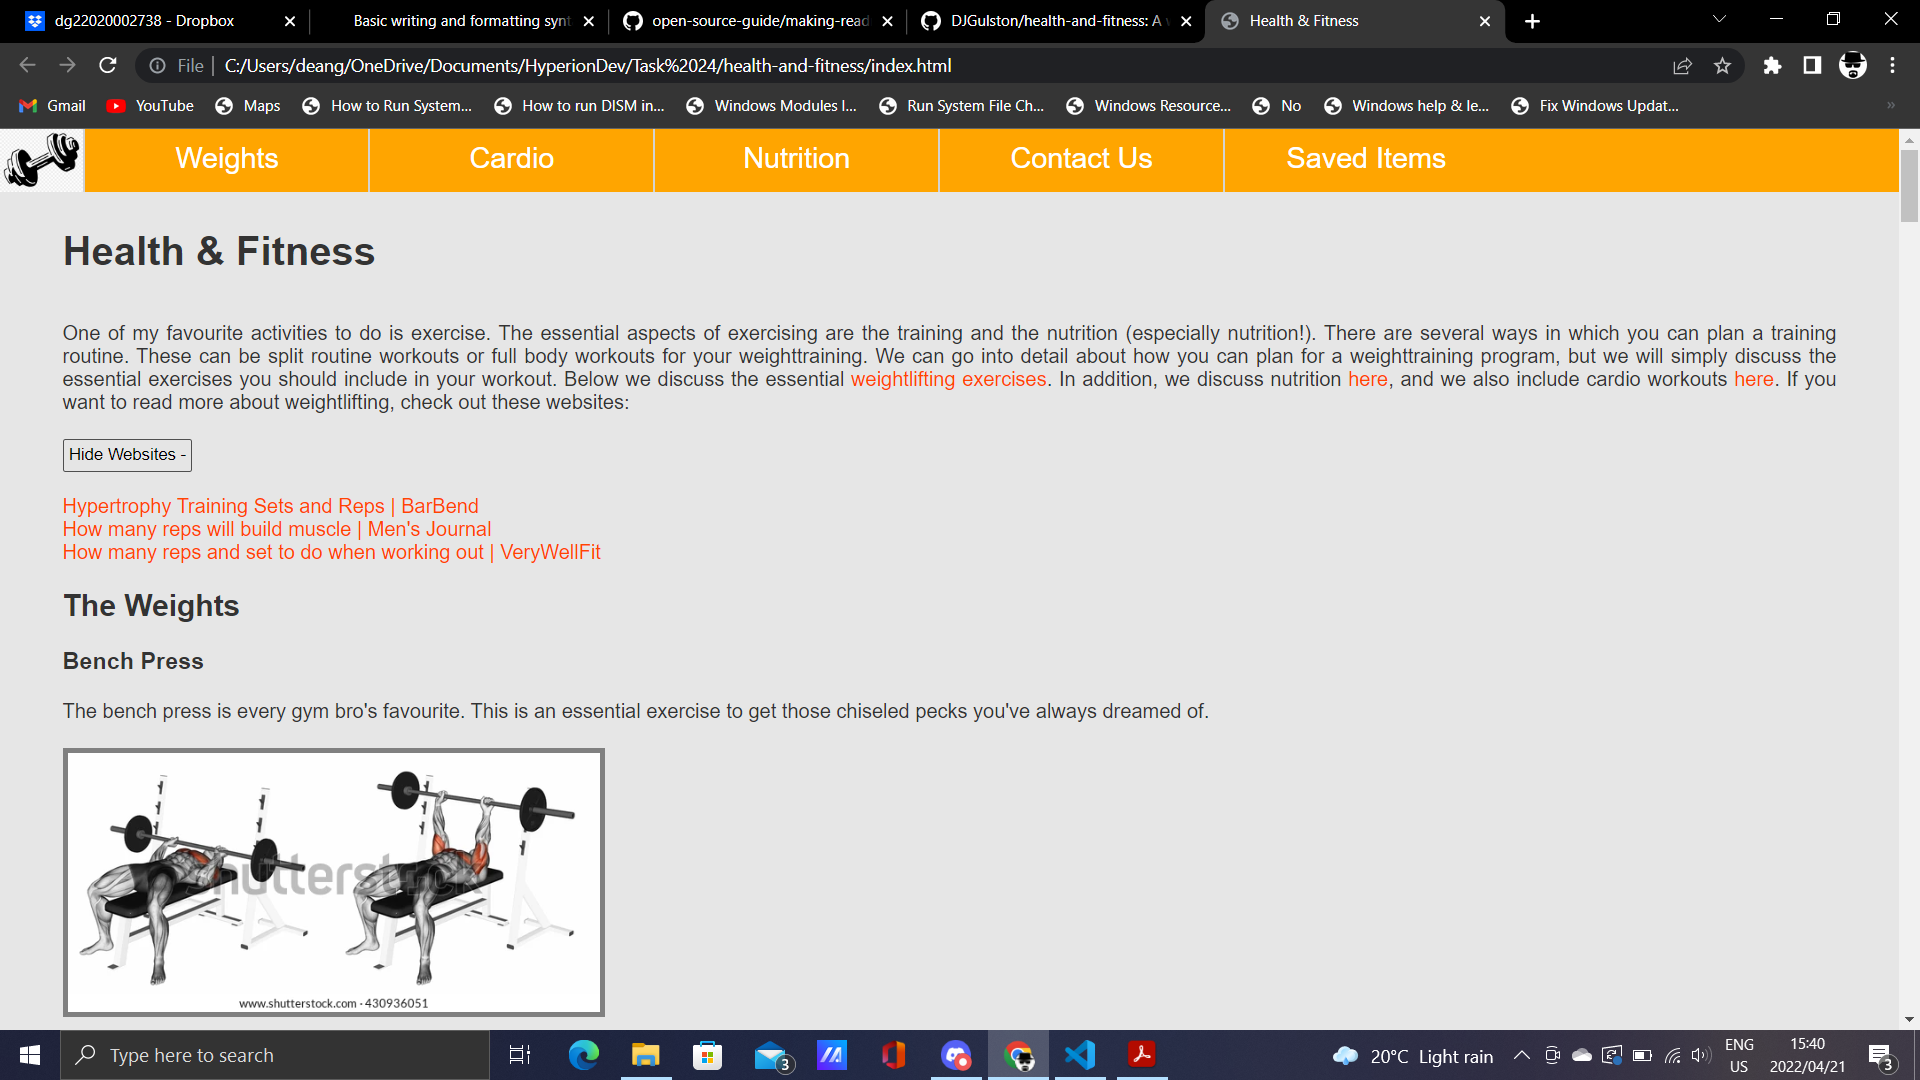 dg22020002738 - Dropbox
Basic writing and formatting synt
open-source-guide/making-read
DJGulston/health-and-fitness: A w
Health & Fitness
File
C:/Users/deang/OneDrive/Documents/HyperionDev/Task%2024/health-and-fitness/index.html
Gmail
YouTube
Maps
How to Run System...
How to run DISM in...
Windows Modules I...
Run System File Ch...
Windows Resource...
No
Windows help & le...
Fix Windows Updat...
»
Weights
Cardio
Nutrition
Contact Us
Saved Items
Health & Fitness
One of my favourite activities to do is exercise. The essential aspects of exercising are the training and the nutrition (especially nutrition!). There are several ways in which you can plan a training
routine. These can be split routine workouts or full body workouts for your weighttraining. We can go into detail about how you can plan for a weighttraining program, but we will simply discuss the
essential exercises you should include in your workout. Below we discuss the essential weightlifting exercises. In addition, we discuss nutrition here, and we also include cardio workouts here. If you
want to read more about weightlifting, check out these websites:
Hide Websites -
Hypertrophy Training Sets and Reps | BarBend
How many reps will build muscle | Men's Journal
How many reps and set to do when working out | VeryWellFit
The Weights
Bench Press
The bench press is every gym bro's favourite. This is an essential exercise to get those chiseled pecks you've always dreamed of.
shutterstock
www.shutterstock.com · 430936051
Type here to search
3
20°C Light rain
ENG
US
15:40
2022/04/21
3